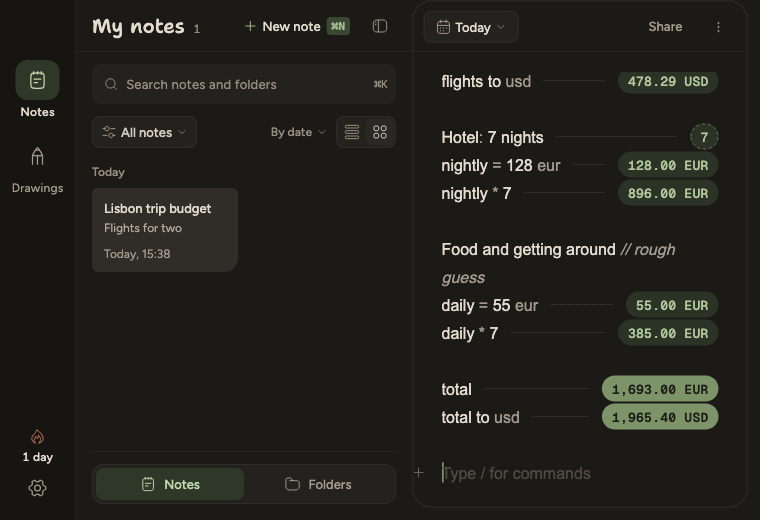 My notes 1
+ New note ⌘N
Today
Share
Notes
Drawings
Search notes and folders ⌘K
All notes
By date
Today
Lisbon trip budget
Flights for two
Today, 15:38
flights to usd 478.29 USD
Hotel: 7 nights 7
nightly = 128 eur 128.00 EUR
nightly * 7 896.00 EUR
Food and getting around // rough
guess
daily = 55 eur 55.00 EUR
daily * 7 385.00 EUR
total 1,693.00 EUR
total to usd 1,965.40 USD
+ Type / for commands
1 day
Notes
Folders